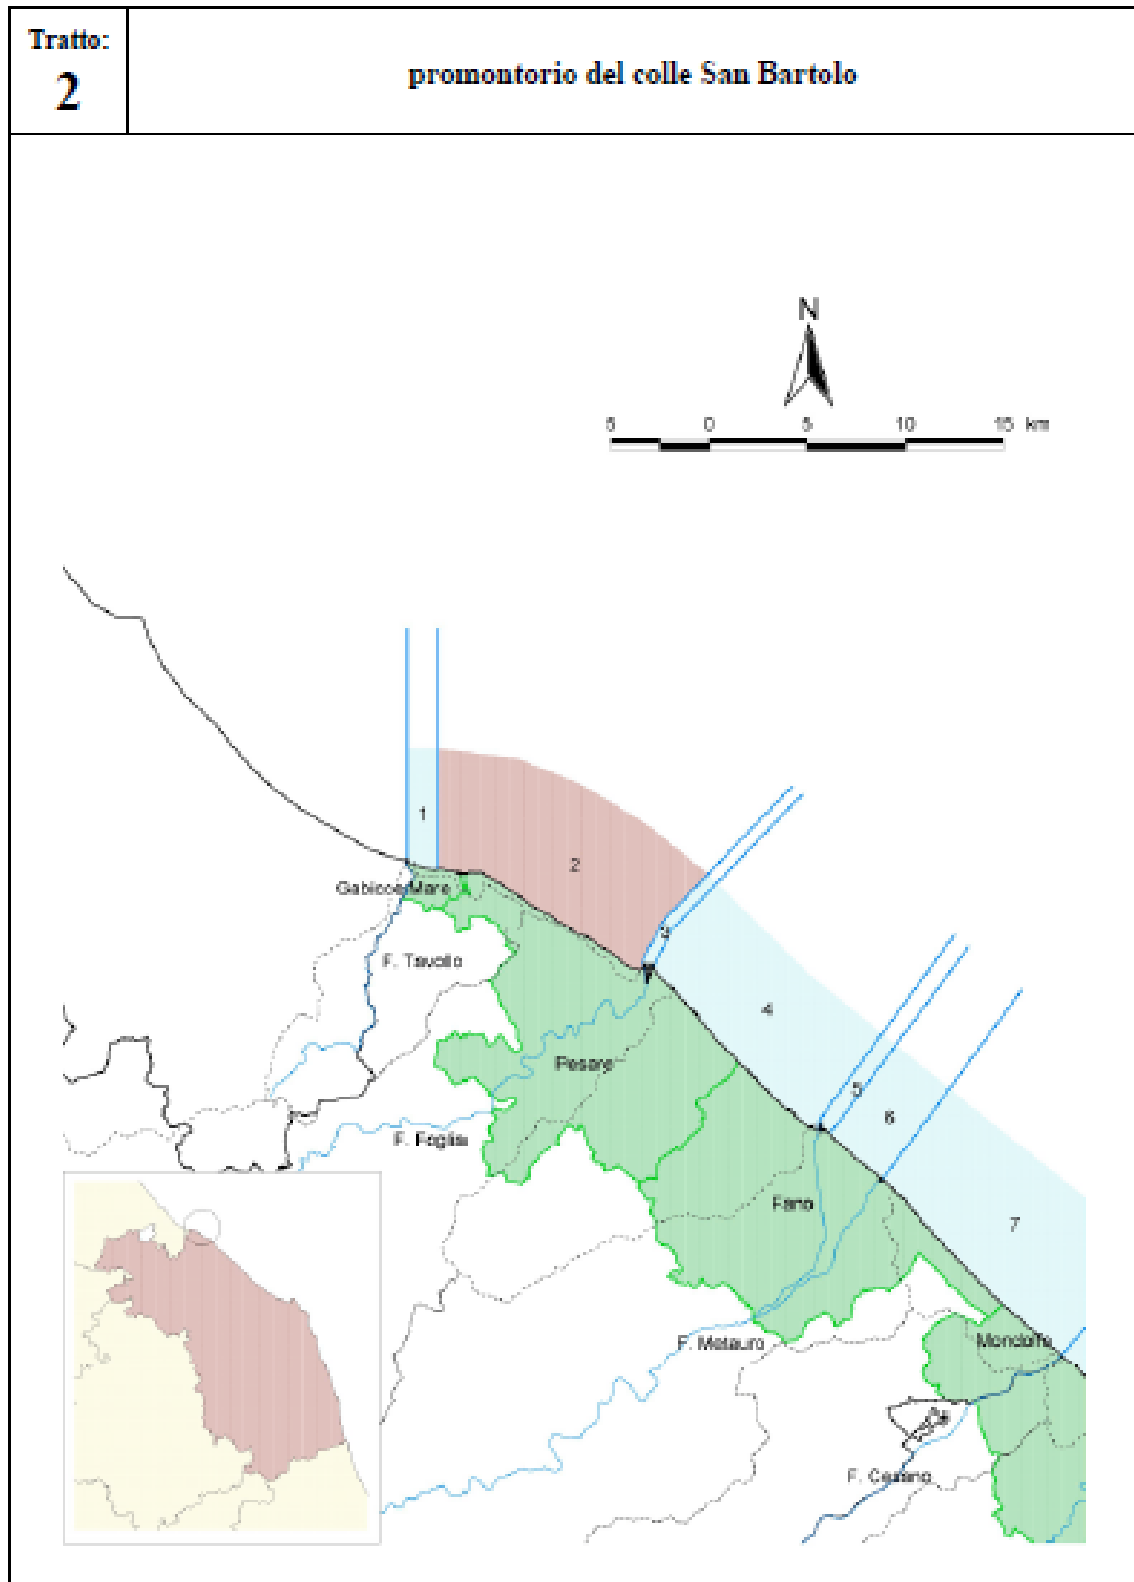 Tratto:
2
promontorio del colle San Bartolo
N
5 0 5 10 15 km
1
2
Gabicce Mare
3
F. Tavollo
4
Pesaro
5
6
F. Foglia
Fano
7
F. Metauro
Mondolfo
F. Cesano